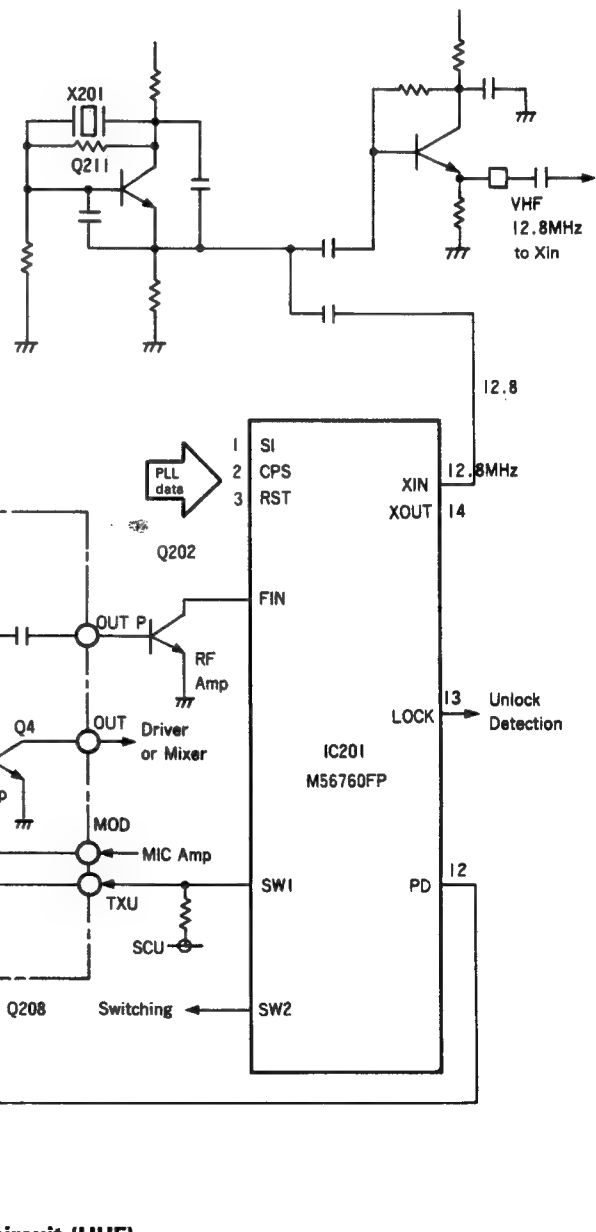 X201
Q211
VHF
12.8MHz
to Xin
12.8
1 SI
2 CPS
3 RST
PLL
data
12.8MHz
XIN
XOUT 14
Q202
FIN
OUT P
RF
Amp
13
LOCK
Unlock
Detection
Q4
OUT
Driver
or Mixer
IC201
M56760FP
MOD
MIC Amp
TXU
SW1
12
PD
SCU
Q208
Switching
SW2